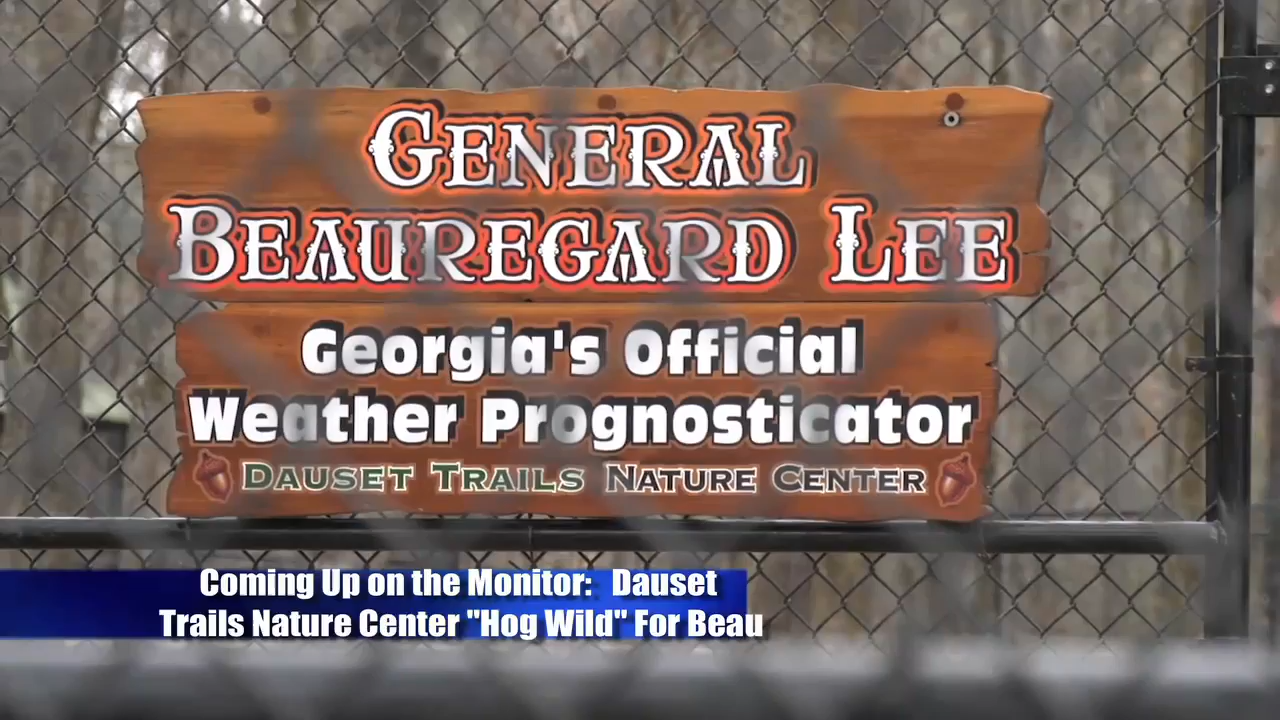 General
Beauregard Lee
Georgia's Official
Weather Prognosticator
Dauset Trails Nature Center
Coming Up on the Monitor: Dauset
Trails Nature Center "Hog Wild" For Beau